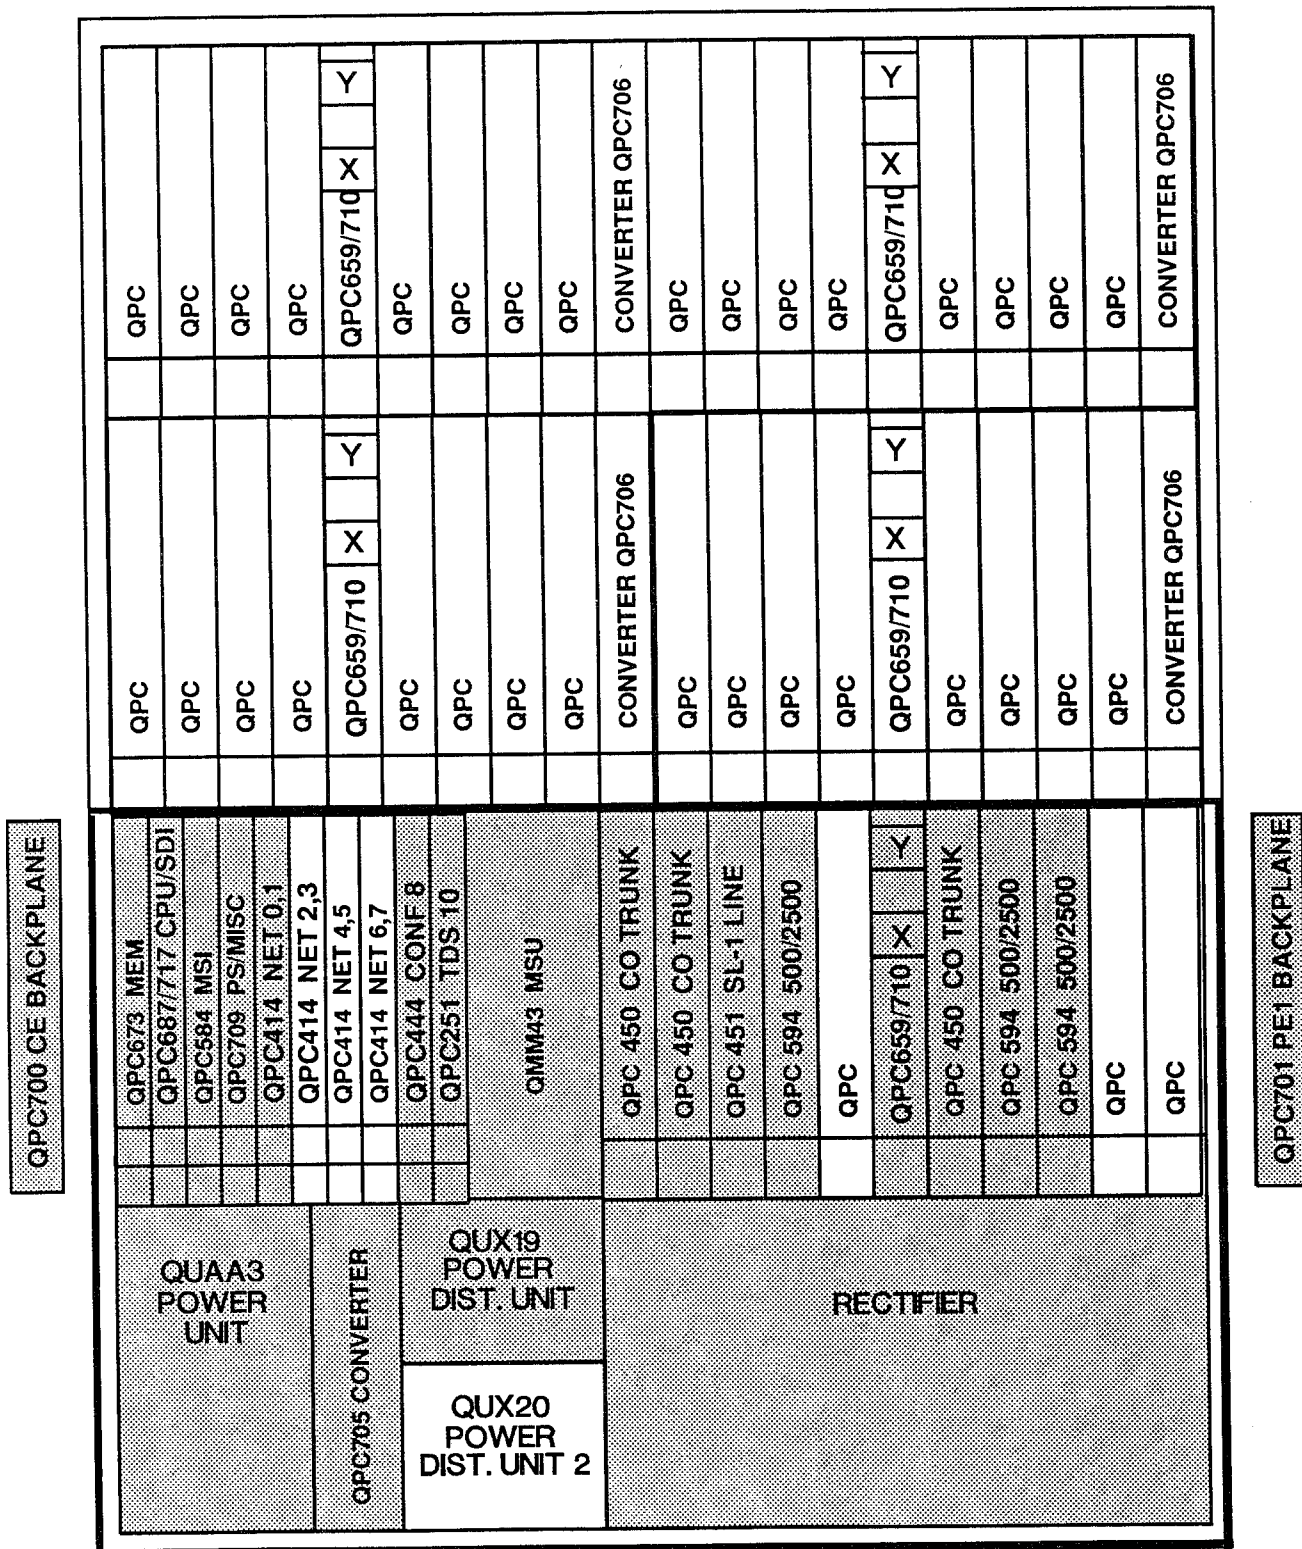 QPC
QPC
QPC
QPC
QPC659/710 X Y
QPC
QPC
QPC
QPC
CONVERTER QPC706
QPC
QPC
QPC
QPC
QPC659/710 X Y
QPC
QPC
QPC
QPC
CONVERTER QPC706
QPC
QPC
QPC
QPC
QPC659/710 X Y
QPC
QPC
QPC
QPC
CONVERTER QPC706
QPC
QPC
QPC
QPC
QPC659/710 X Y
QPC
QPC
QPC
QPC
CONVERTER QPC706
QPC700 CE BACKPLANE
QPC673 MEM
QPC687/717 CPU/SDI
QPC584 MSI
QPC709 PS/MISC
QPC414 NET 0,1
QPC414 NET 2,3
QPC414 NET 4,5
QPC414 NET 6,7
QPC444 CONF 8
QPC251 TDS 10
QMM43 MSU
QPC 450 CO TRUNK
QPC 450 CO TRUNK
QPC 451 SL-1 LINE
QPC 594 500/2500
QPC
QPC659/710 X Y
QPC 450 CO TRUNK
QPC 594 500/2500
QPC 594 500/2500
QPC
QPC
QPC701 PE1 BACKPLANE
QUAA3
POWER
UNIT
QPC705 CONVERTER
QUX19
POWER
DIST. UNIT
QUX20
POWER
DIST. UNIT 2
RECTIFIER